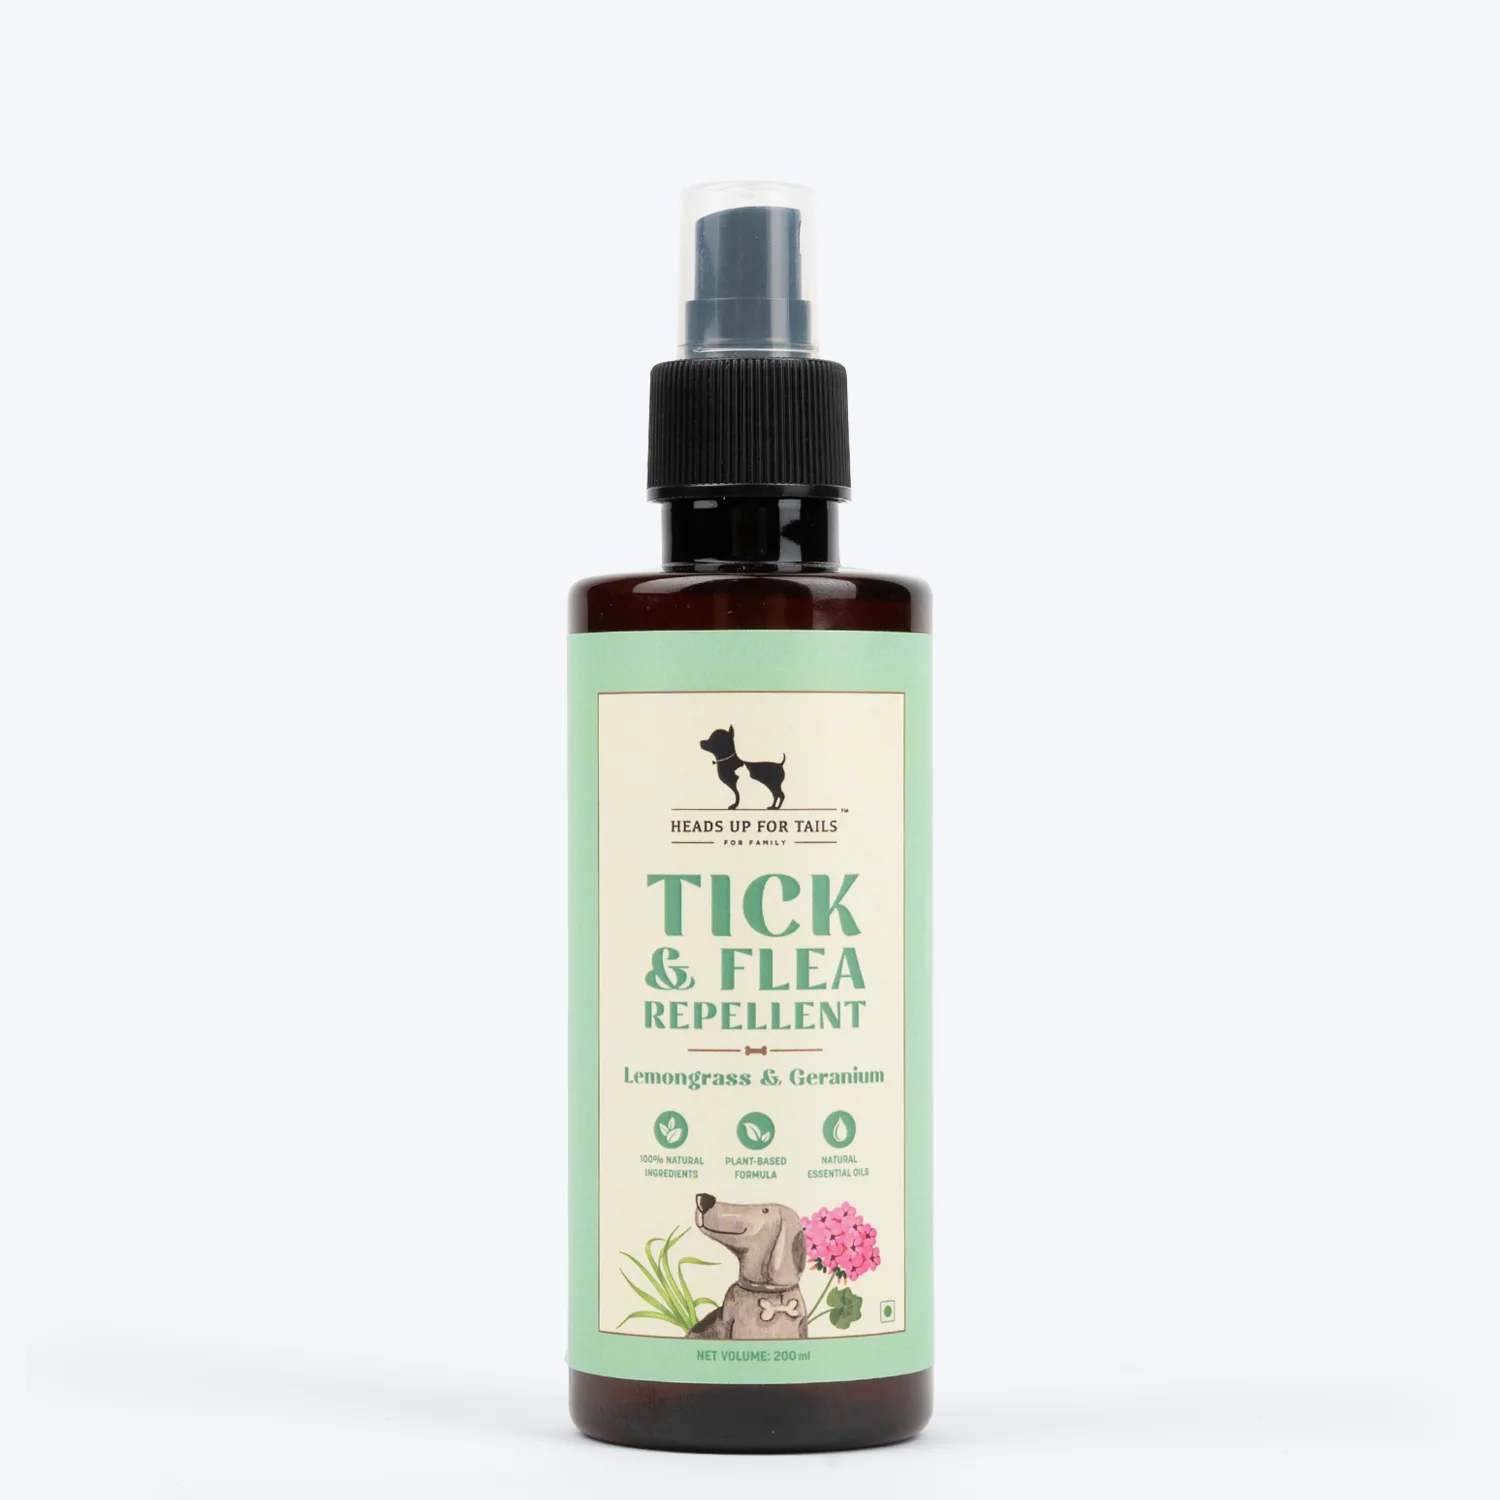 HEADS UP FOR TAILS™
FOR FAMILY
TICK
& FLEA
REPELLENT
Lemongrass & Geranium
100% NATURAL
INGREDIENTS
PLANT-BASED
FORMULA
NATURAL
ESSENTIAL OILS
NET VOLUME: 200 ml